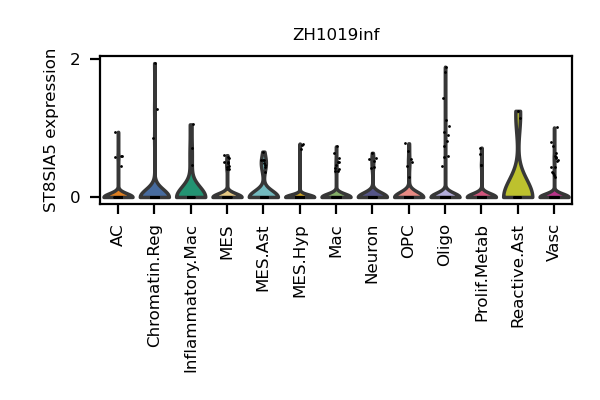 ZH1019inf
ST8SIA5 expression
2
0
AC
Chromatin.Reg
Inflammatory.Mac
MES
MES.Ast
MES.Hyp
Mac
Neuron
OPC
Oligo
Prolif.Metab
Reactive.Ast
Vasc